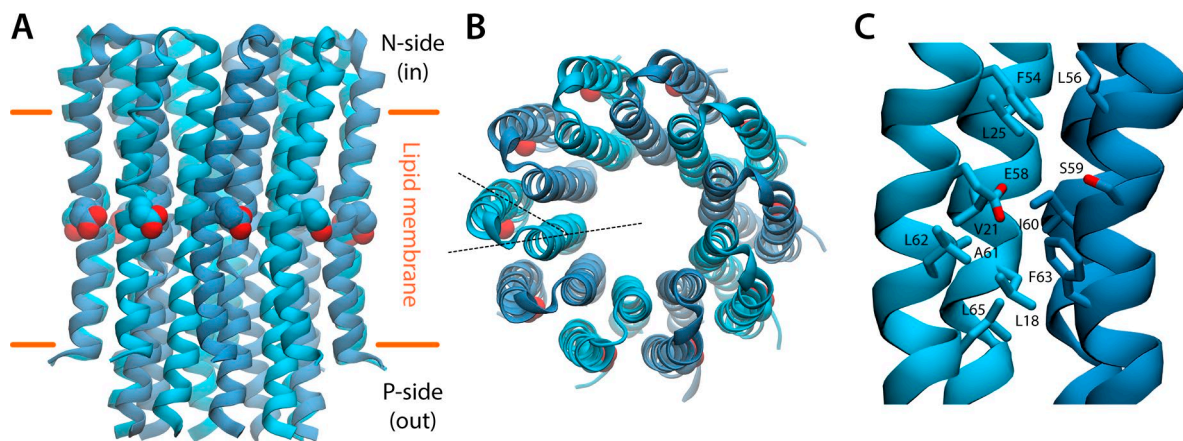 A
N-side
(in)
Lipid membrane
P-side
(out)
B
C
F54
L56
L25
E58
S59
V21
I60
L62
A61
F63
L65
L18